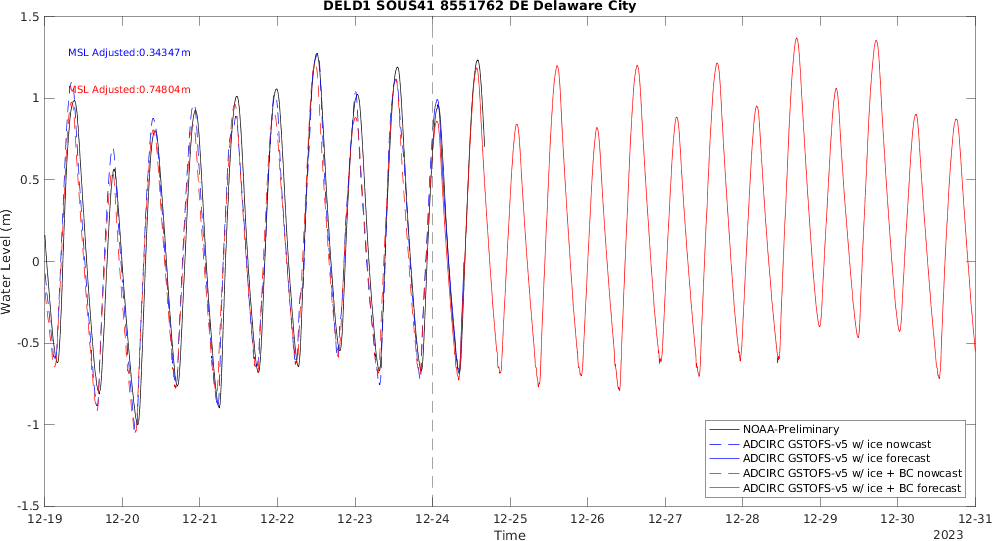 DELD1 SOUS41 8551762 DE Delaware City
MSL Adjusted:0.34347m
MSL Adjusted:0.74804m
Water Level (m)
1.5
1
0.5
0
-0.5
-1
-1.5
NOAA-Preliminary
ADCIRC GSTOFS-v5 w/ ice nowcast
ADCIRC GSTOFS-v5 w/ ice forecast
ADCIRC GSTOFS-v5 w/ ice + BC nowcast
ADCIRC GSTOFS-v5 w/ ice + BC forecast
12-19 12-20 12-21 12-22 12-23 12-24 12-25 12-26 12-27 12-28 12-29 12-30 12-31
Time
2023